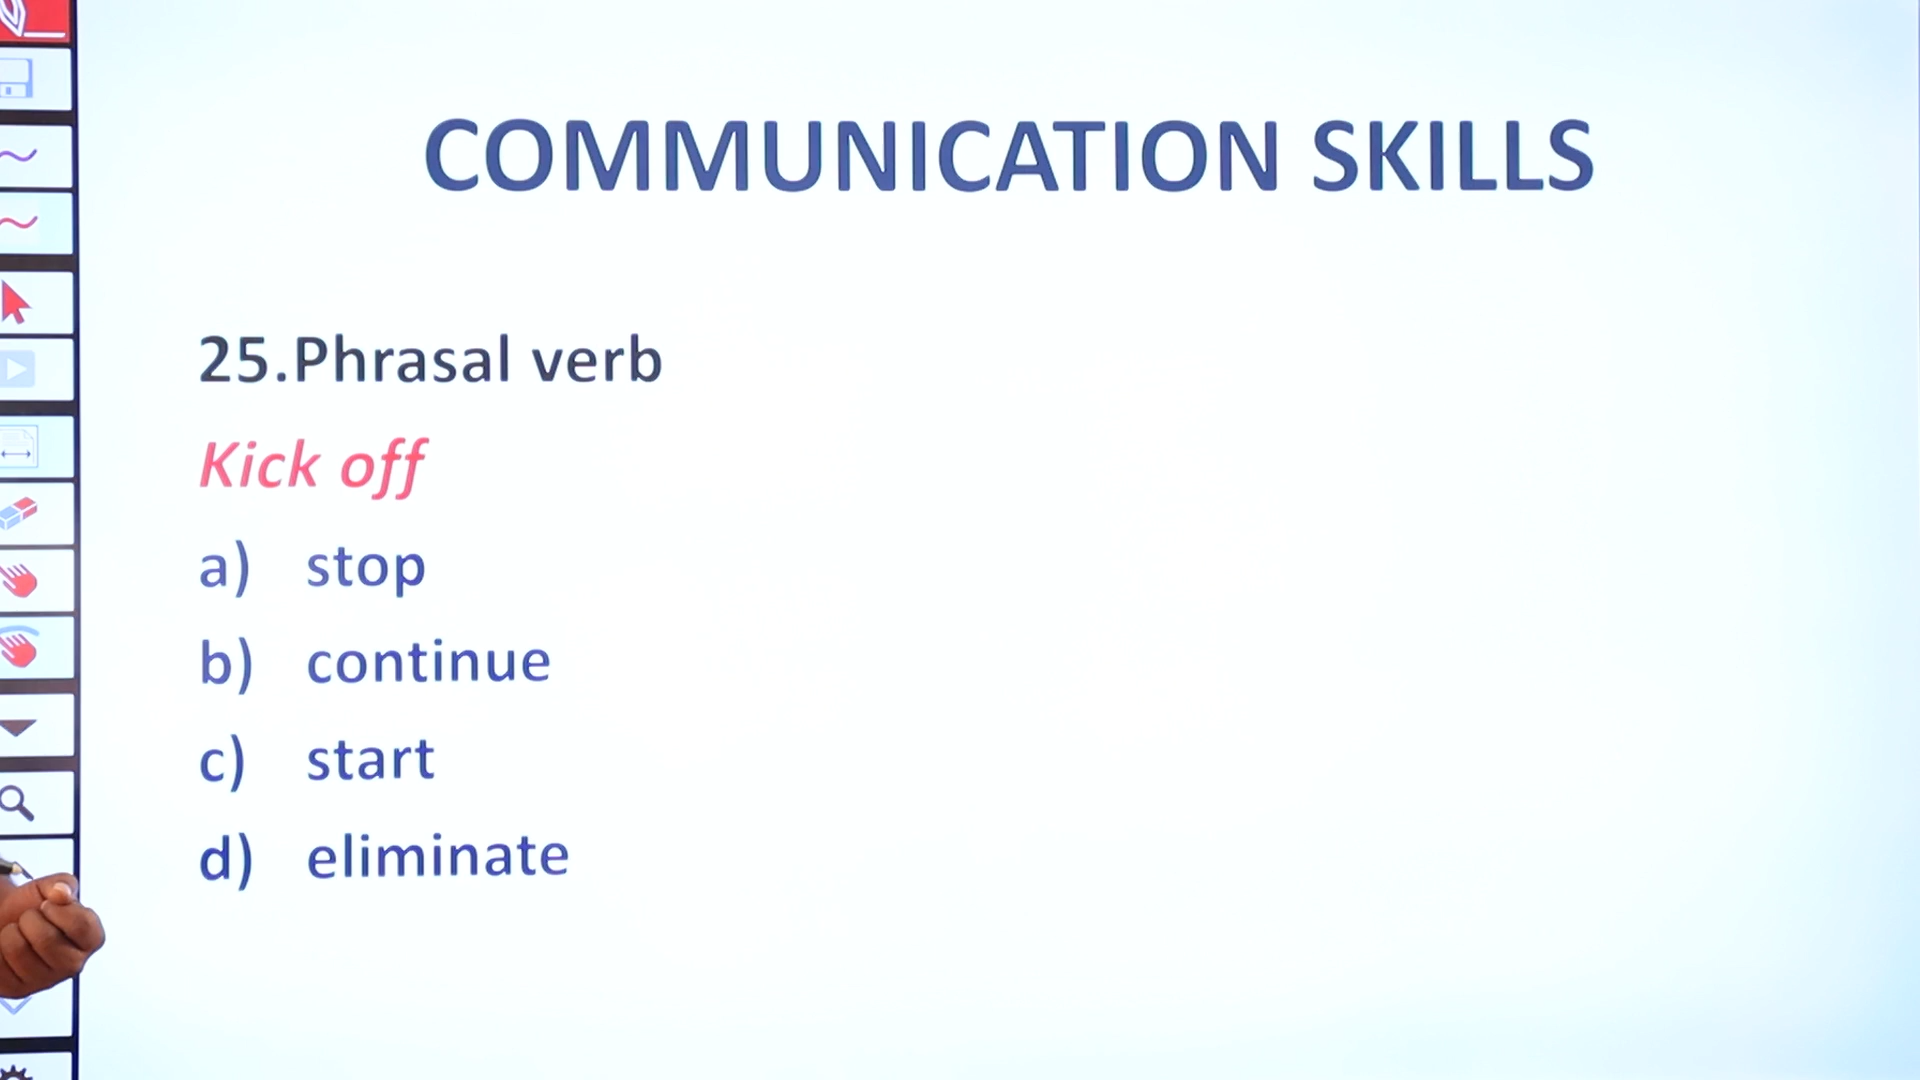 COMMUNICATION SKILLS
25.Phrasal verb
Kick off
a) stop
b) continue
c) start
d) eliminate